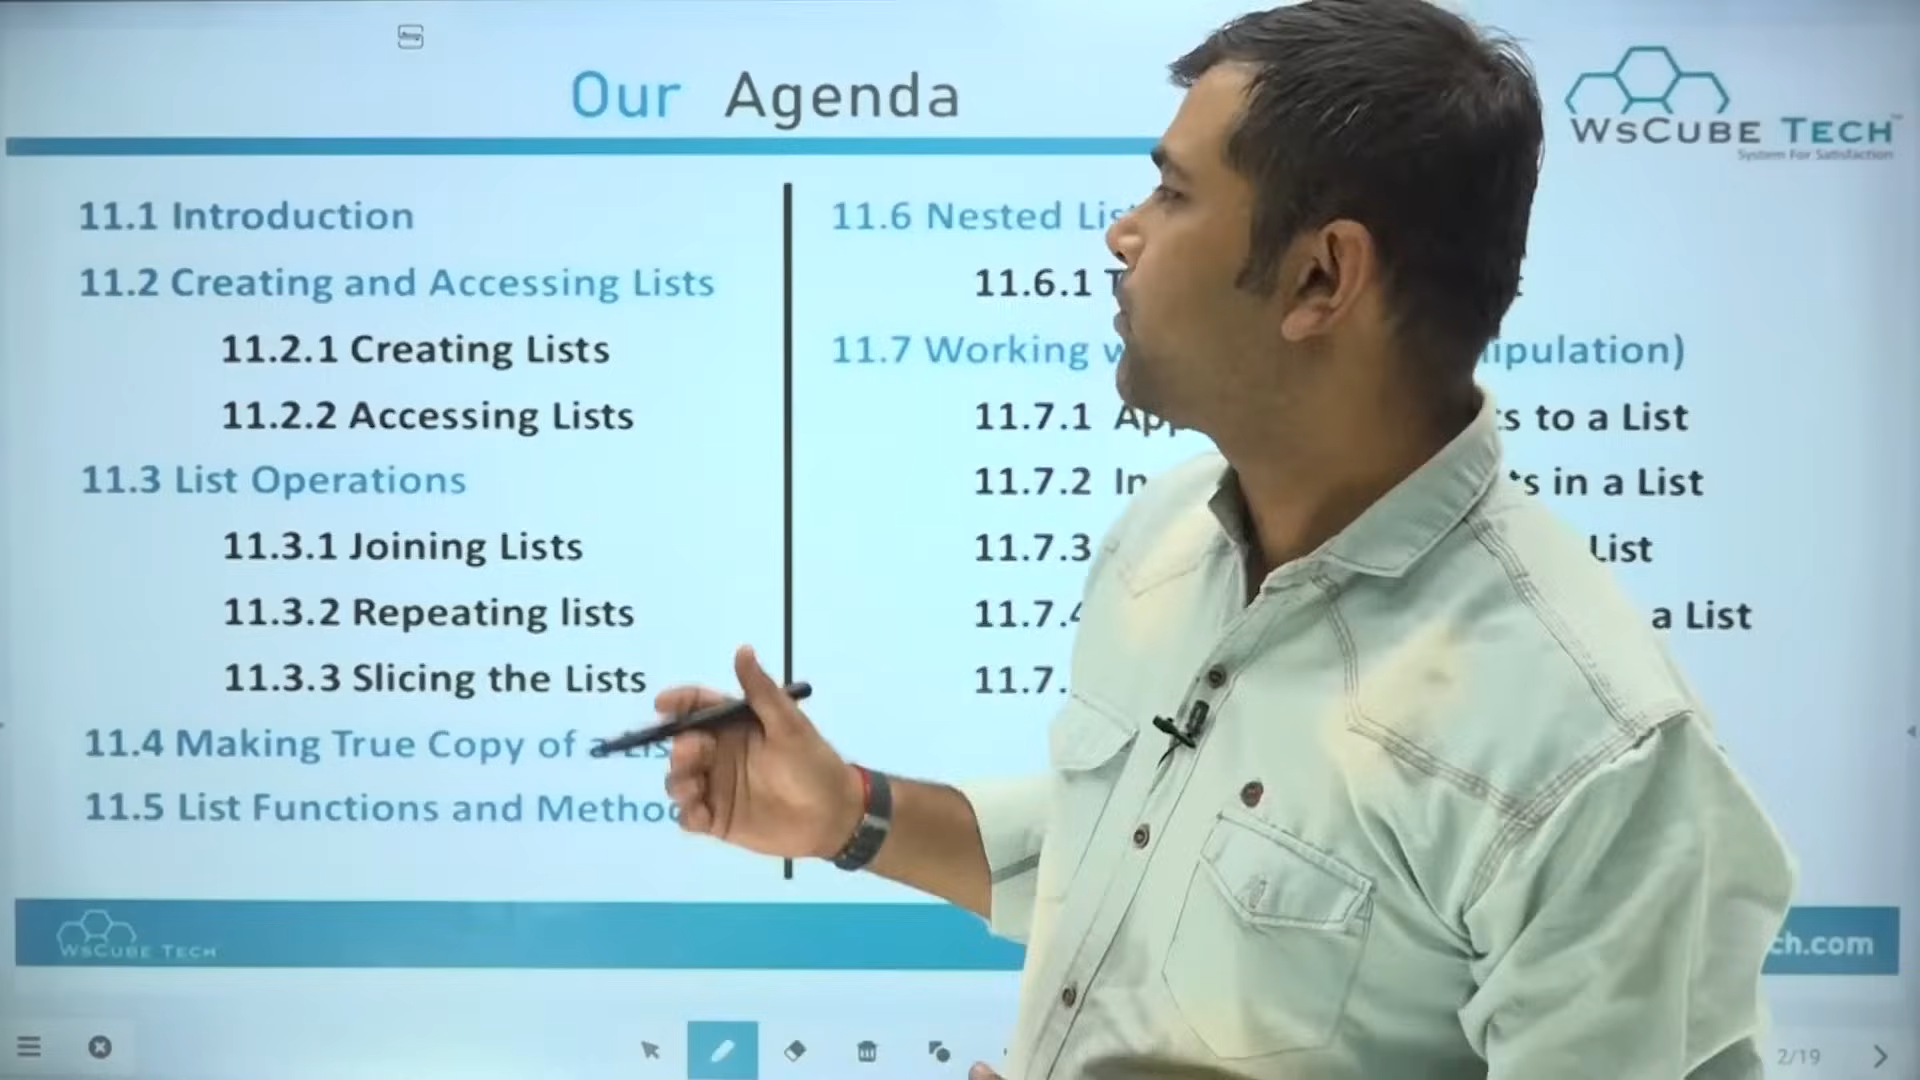 Our Agenda
WSCUBE TECH
System For Satisfaction
11.1 Introduction
11.2 Creating and Accessing Lists
11.2.1 Creating Lists
11.2.2 Accessing Lists
11.3 List Operations
11.3.1 Joining Lists
11.3.2 Repeating lists
11.3.3 Slicing the Lists
11.4 Making True Copy of a
11.5 List Functions and
11.6 Nested
11.6.1
11.7 Working
11.7.1 to a List
11.7.2 in a List
11.7.3 List
a List
WSCUBE TECH
ch.com
2/19